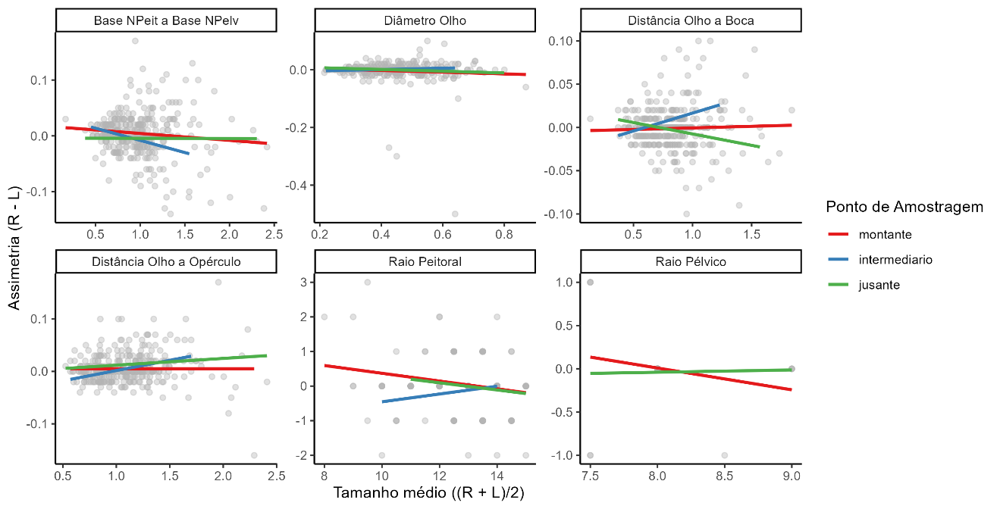 Base NPeit a Base NPelv
Diâmetro Olho
Distância Olho a Boca
0.1
0.0
-0.1
0.5 1.0 1.5 2.0 2.5
0.0
-0.2
-0.4
0.2 0.4 0.6 0.8
0.10
0.05
0.00
-0.05
-0.10
0.5 1.0 1.5
Distância Olho a Opérculo
Raio Peitoral
Raio Pélvico
0.1
0.0
-0.1
0.5 1.0 1.5 2.0 2.5
3
2
1
0
-1
-2
8 10 12 14
1.0
0.5
0.0
-0.5
-1.0
7.5 8.0 8.5 9.0
Assimetria (R - L)
Tamanho médio ((R + L)/2)
Ponto de Amostragem
montante
intermediario
jusante